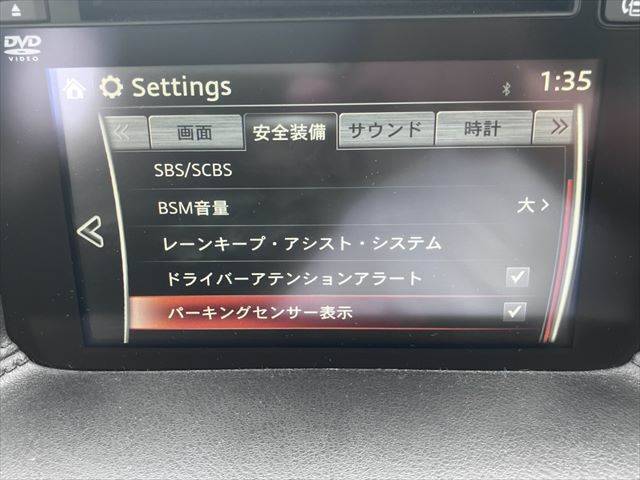 DVD
VIDEO
Settings
1:35
画面
安全装備
サウンド
時計
SBS/SCBS
BSM音量 大
レーンキープ・アシスト・システム
ドライバーアテンションアラート
パーキングセンサー表示